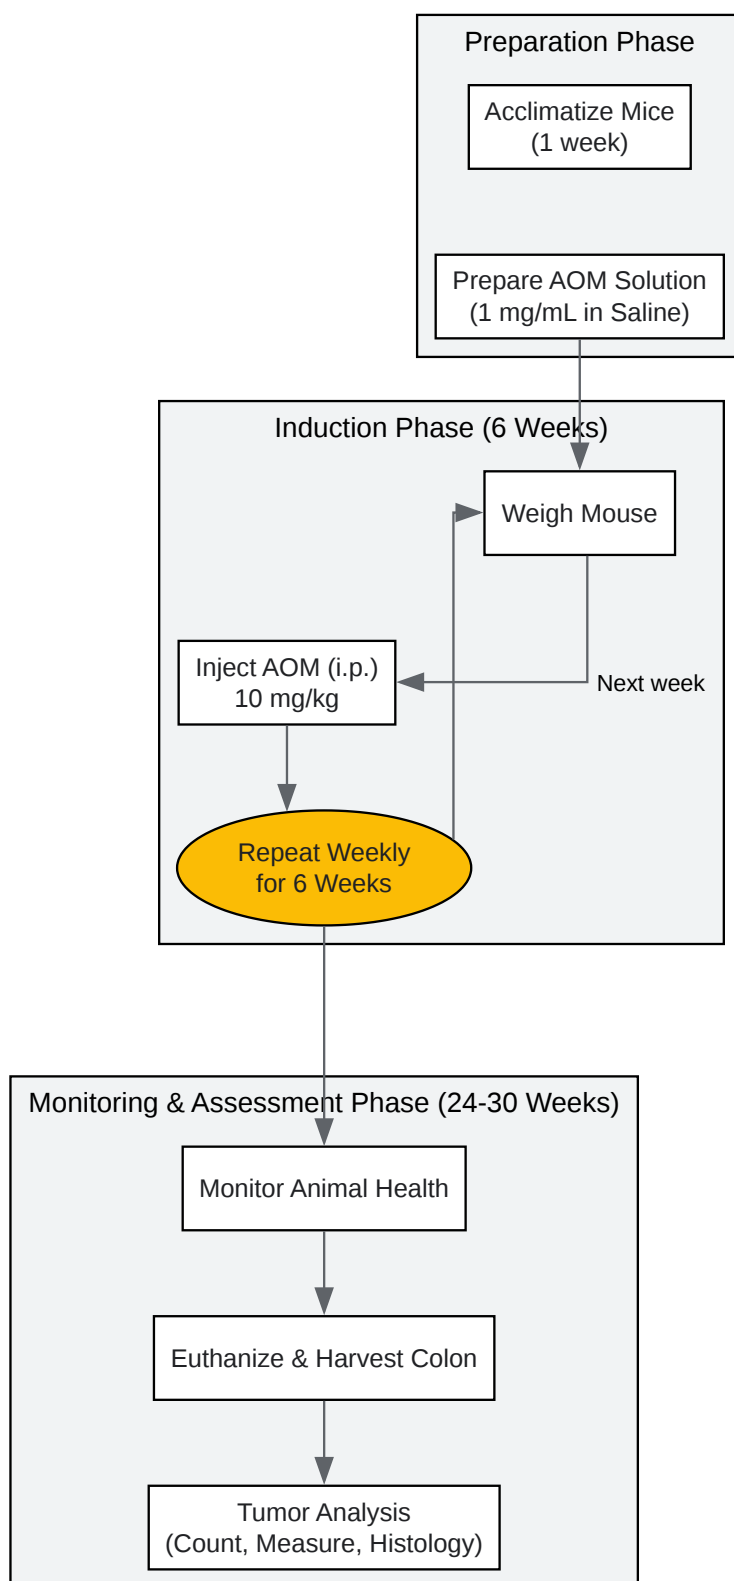 Preparation Phase
Acclimatize Mice
(1 week)
Prepare AOM Solution
(1 mg/mL in Saline)
Induction Phase (6 Weeks)
Weigh Mouse
Inject AOM (i.p.)
10 mg/kg
Next week
Repeat Weekly
for 6 Weeks
Monitoring & Assessment Phase (24-30 Weeks)
Monitor Animal Health
Euthanize & Harvest Colon
Tumor Analysis
(Count, Measure, Histology)